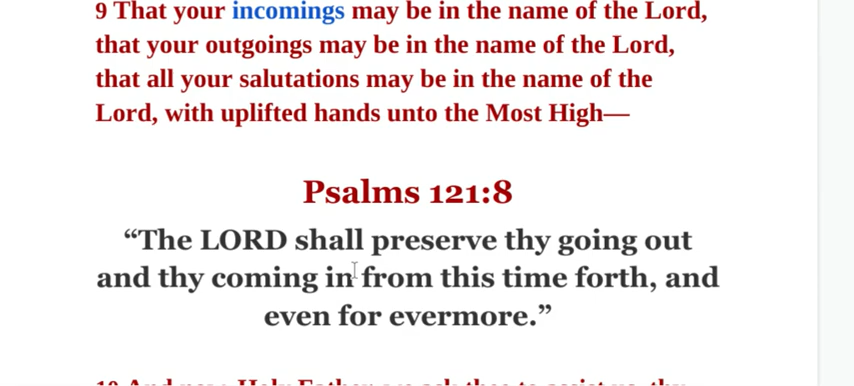 9 That your incomings may be in the name of the Lord,
that your outgoings may be in the name of the Lord,
that all your salutations may be in the name of the
Lord, with uplifted hands unto the Most High—
Psalms 121:8
“The LORD shall preserve thy going out
and thy coming in from this time forth, and
even for evermore.”